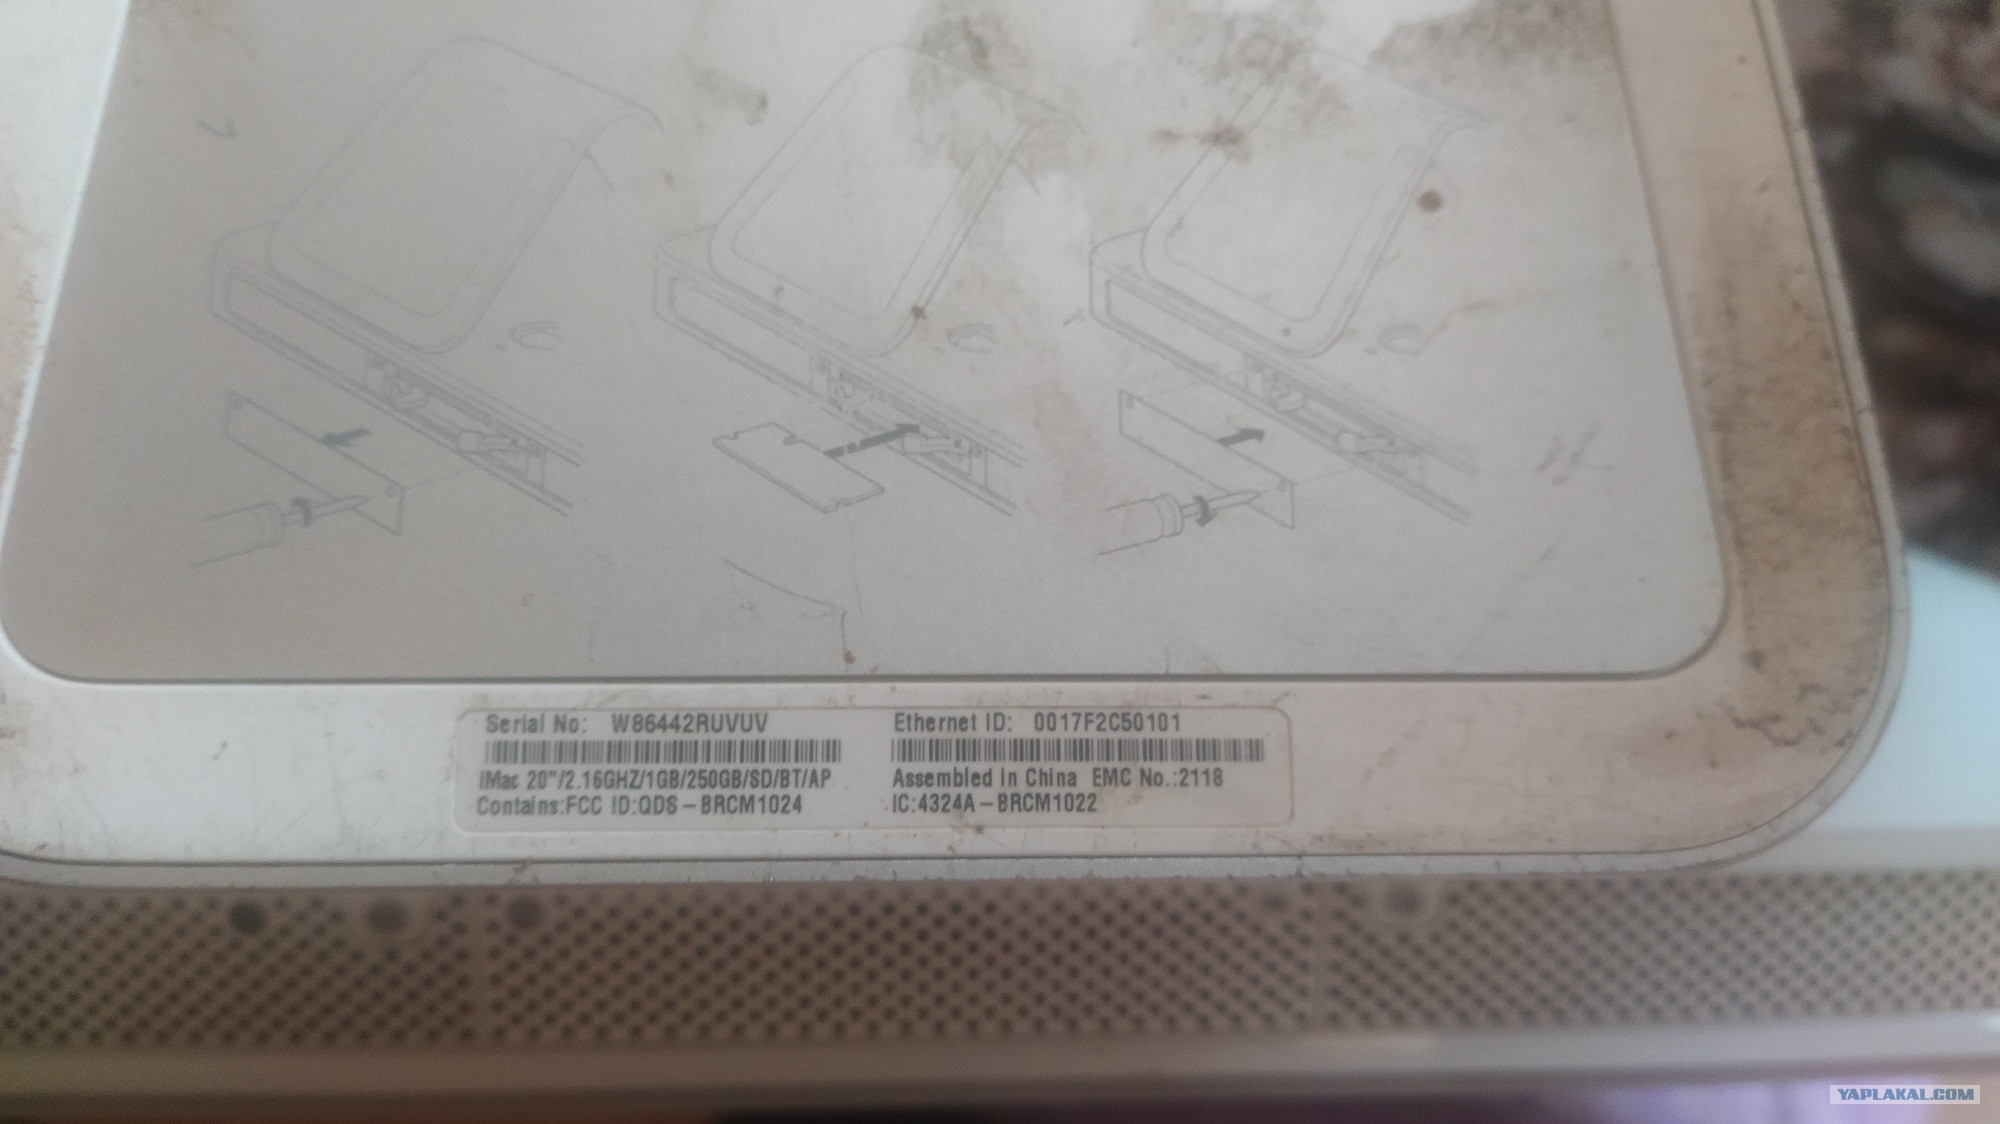 Serial No: W86442RUVUV
Ethernet ID: 0017F2C50101
iMac 20"/2.16GHZ/1GB/250GB/SD/BT/AP
Assembled in China EMC No.:2118
Contains:FCC ID:QDS-BRCM1024
IC:4324A-BRCM1022
YAPLAKAL.COM